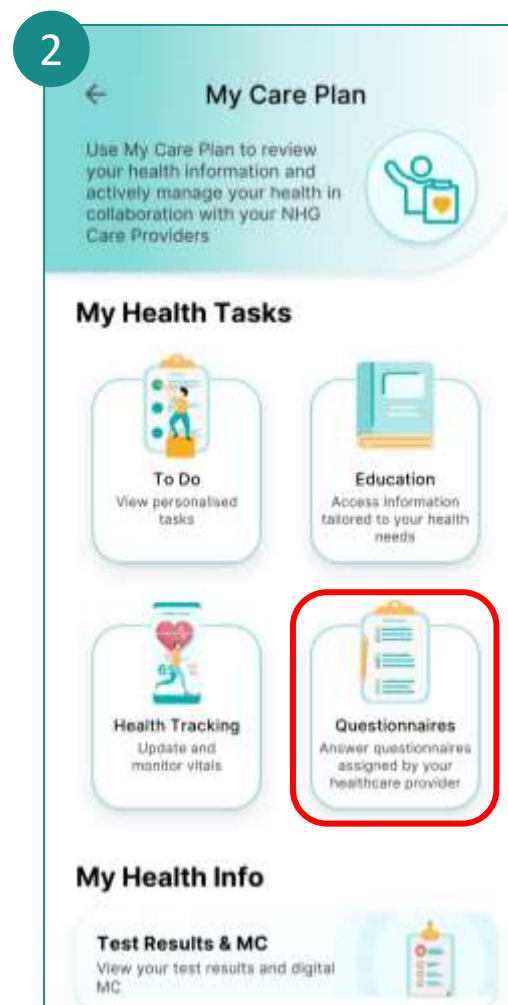 2
My Care Plan
Use My Care Plan to review
your health information and
actively manage your health in
collaboration with your NHG
Care Providers
My Health Tasks
To Do
View personalised
tasks
Education
Access information
tailored to your health
needs
Health Tracking
Update and
monitor vitals
Questionnaires
Answer questionnaires
assigned by your
healthcare provider
My Health Info
Test Results & MC
View your test results and digital
MC